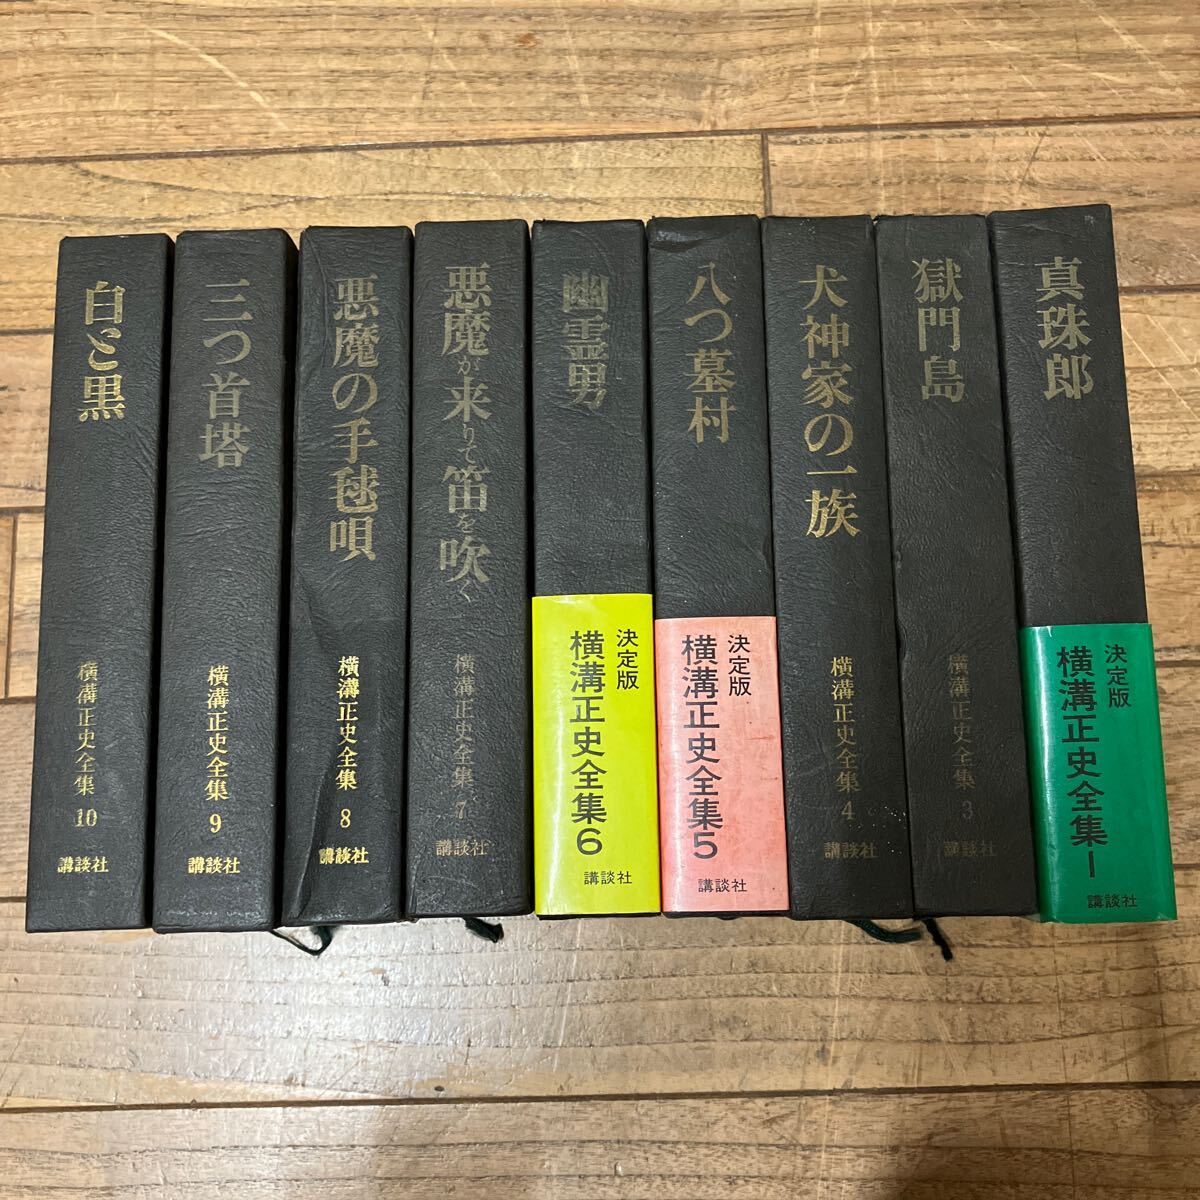 白と黒
横溝正史全集 10
講談社
三つ首塔
横溝正史全集 9
講談社
悪魔の手毬唄
横溝正史全集 8
講談社
悪魔が来りて笛を吹く
横溝正史全集 7
講談社
幽霊男
決定版
横溝正史全集6
講談社
八つ墓村
決定版
横溝正史全集5
講談社
犬神家の一族
横溝正史全集 4
講談社
獄門島
横溝正史全集 3
講談社
真珠郎
決定版
横溝正史全集1
講談社